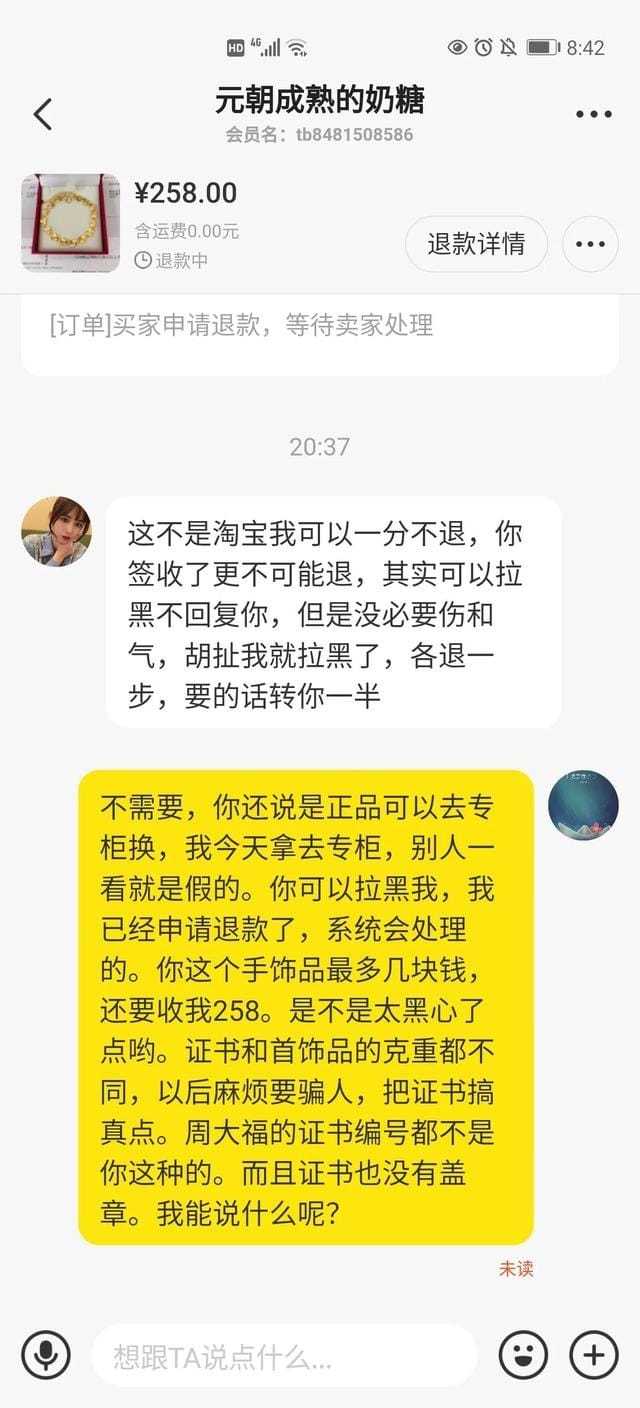 HD 4G 8:42
元朝成熟的奶糖
会员名：tb8481508586
¥258.00
含运费0.00元
退款中
退款详情
[订单]买家申请退款，等待卖家处理
20:37
这不是淘宝我可以一分不退，你
签收了更不可能退，其实可以拉
黑不回复你，但是没必要伤和
气，胡扯我就拉黑了，各退一
步，要的话转你一半
不需要，你还说是正品可以去专
柜换，我今天拿去专柜，别人一
看就是假的。你可以拉黑我，我
已经申请退款了，系统会处理
的。你这个手饰品最多几块钱，
还要收我258。是不是太黑心了
点哟。证书和首饰品的克重都不
同，以后麻烦要骗人，把证书搞
真点。周大福的证书编号都不是
你这种的。而且证书也没有盖
章。我能说什么呢？
未读
想跟TA说点什么...